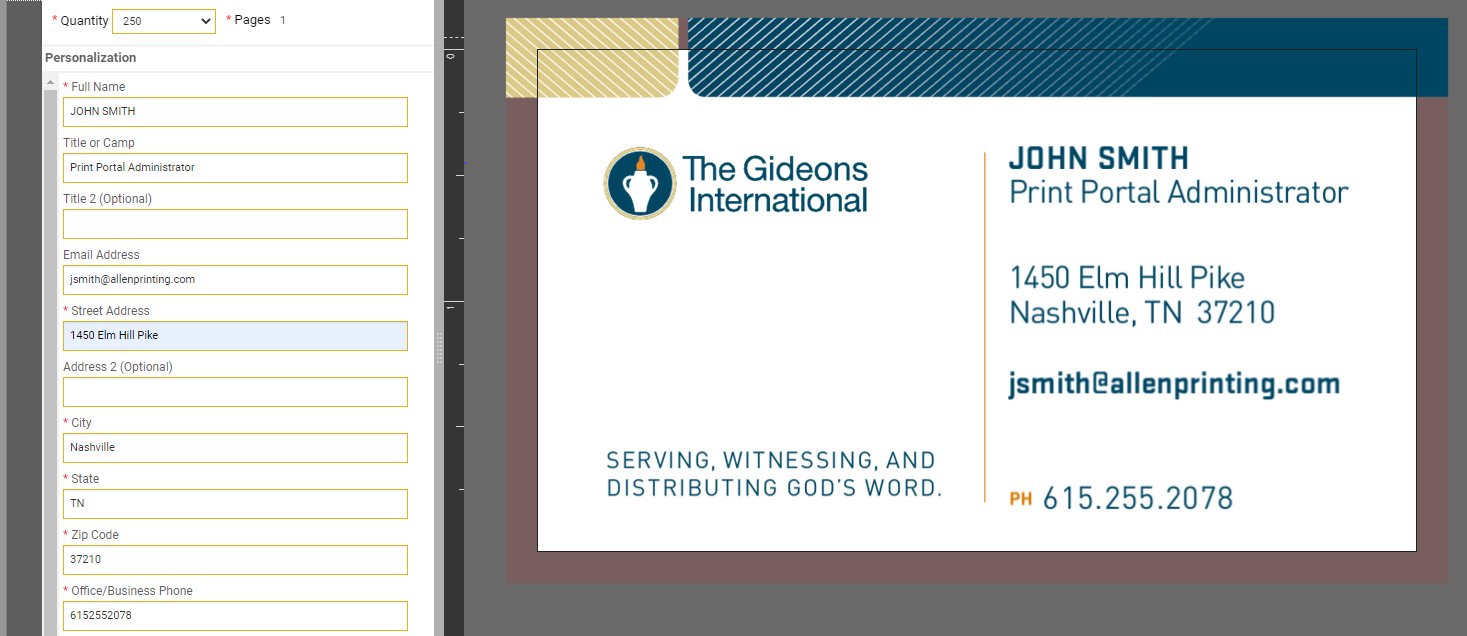 * Quantity 250 * Pages 1
Personalization
* Full Name
JOHN SMITH
Title or Camp
Print Portal Administrator
Title 2 (Optional)
Email Address
jsmith@allenprinting.com
* Street Address
1450 Elm Hill Pike
Address 2 (Optional)
* City
Nashville
* State
TN
* Zip Code
37210
* Office/Business Phone
6152552078
0
1
The Gideons
International
SERVING, WITNESSING, AND
DISTRIBUTING GOD'S WORD.
JOHN SMITH
Print Portal Administrator
1450 Elm Hill Pike
Nashville, TN 37210
jsmith@allenprinting.com
PH 615.255.2078